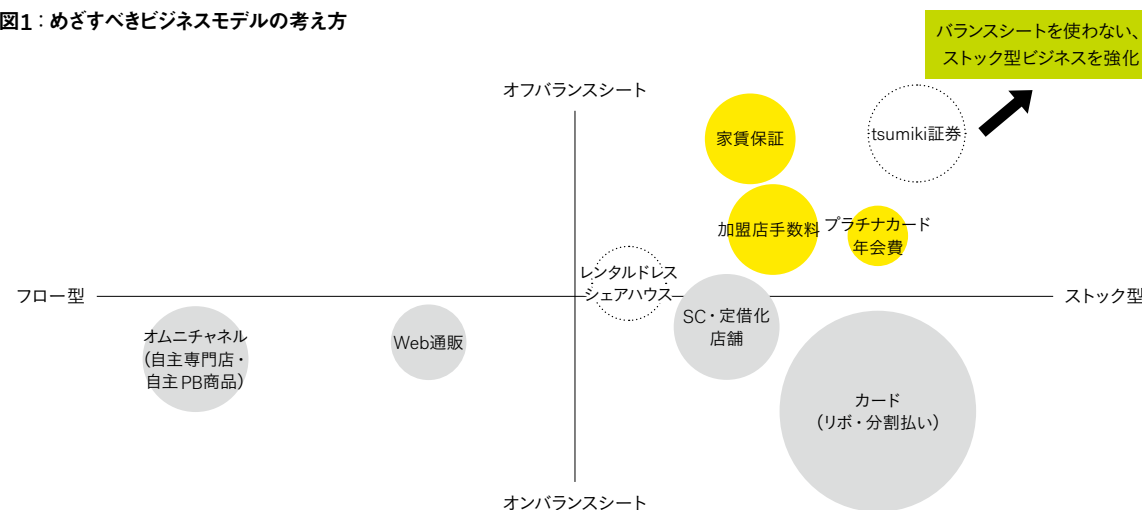 図1：めざすべきビジネスモデルの考え方
バランスシートを使わない、
ストック型ビジネスを強化
オフバランスシート
家賃保証
tsumiki証券
加盟店手数料
プラチナカード
年会費
レンタルドレス
シェアハウス
フロー型
ストック型
SC・定借化
店舗
オムニチャネル
(自主専門店・
自主PB商品)
Web通販
カード
(リボ・分割払い)
オンバランスシート